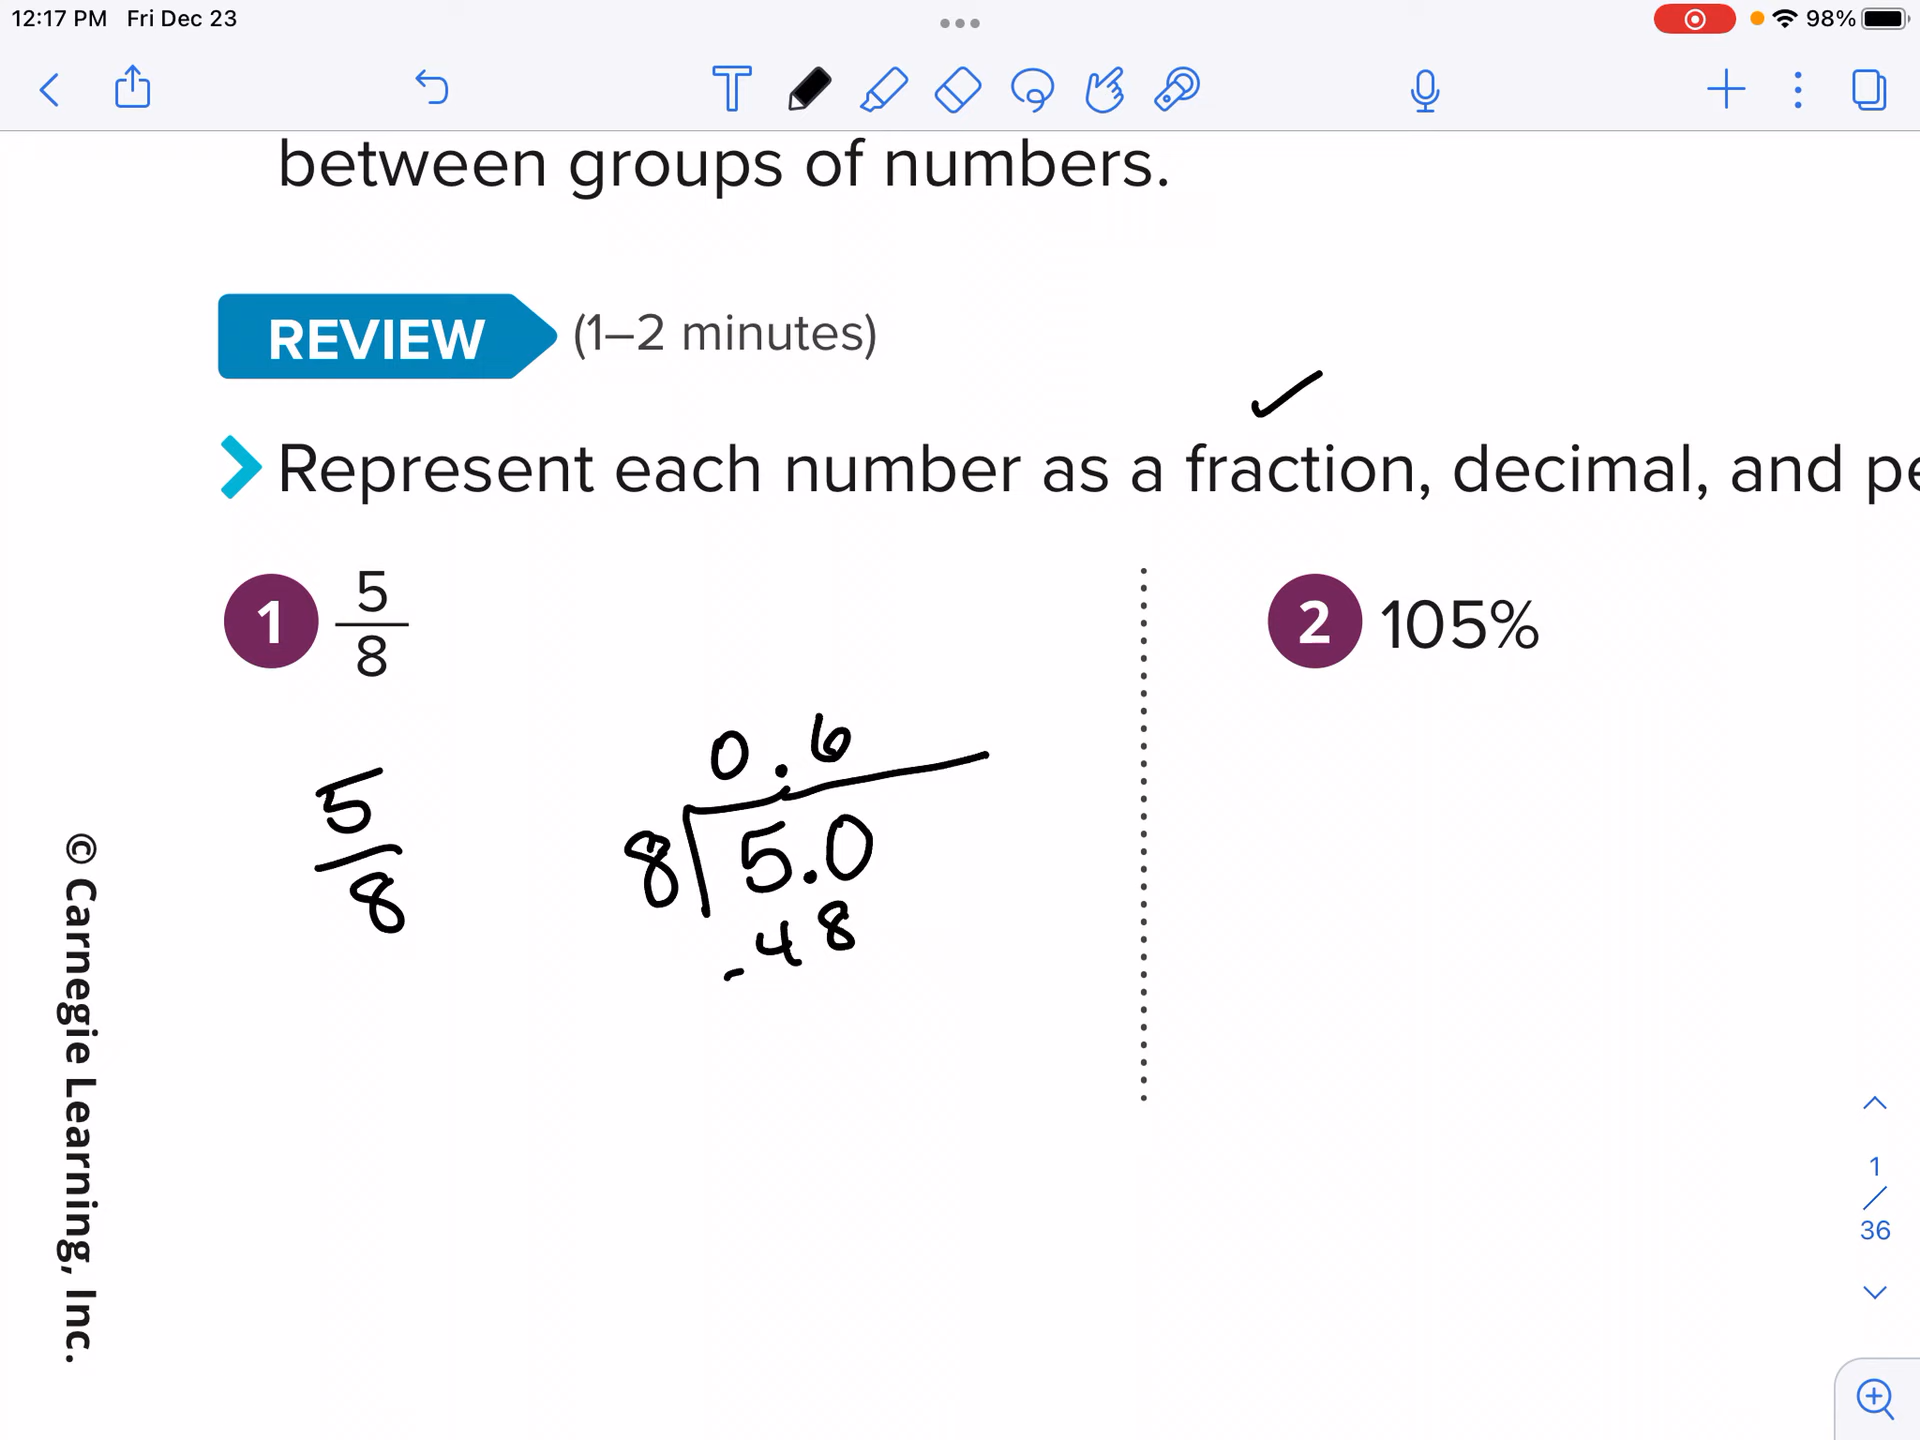 12:17 PM Fri Dec 23
98%
T
between groups of numbers.
REVIEW (1–2 minutes)
Represent each number as a fraction, decimal, and pe
1 5/8
2 105%
0.6
5/8
8 5.0
-48
© Carnegie Learning, Inc.
1
/
36